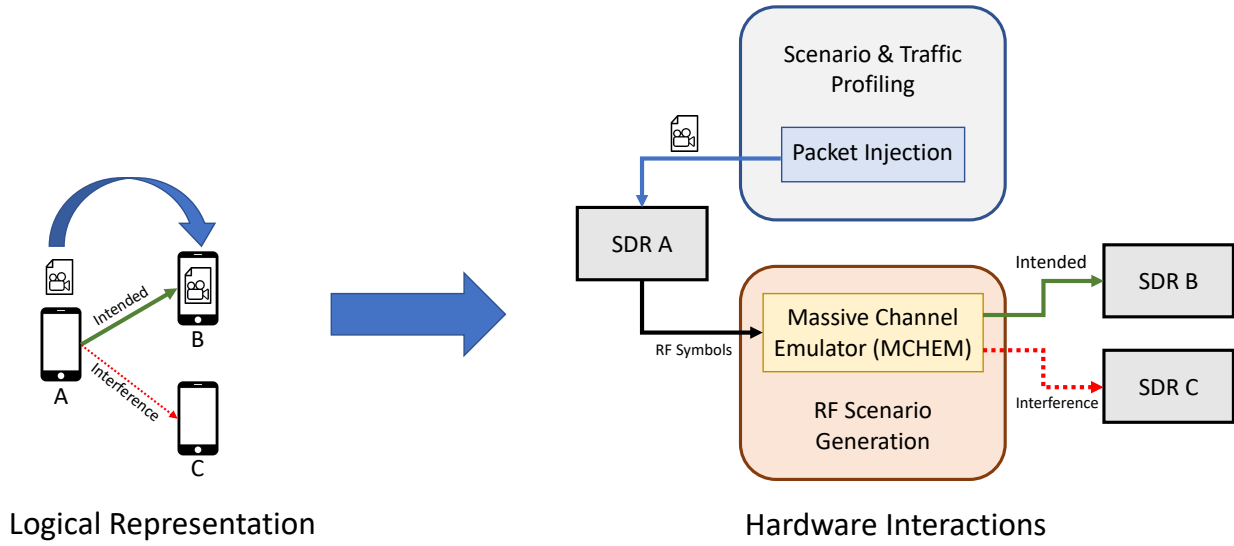 Intended
Interference
A
B
C
Logical Representation
Scenario & Traffic
Profiling
Packet Injection
SDR A
RF Symbols
Massive Channel
Emulator (MCHEM)
RF Scenario
Generation
Intended
Interference
SDR B
SDR C
Hardware Interactions